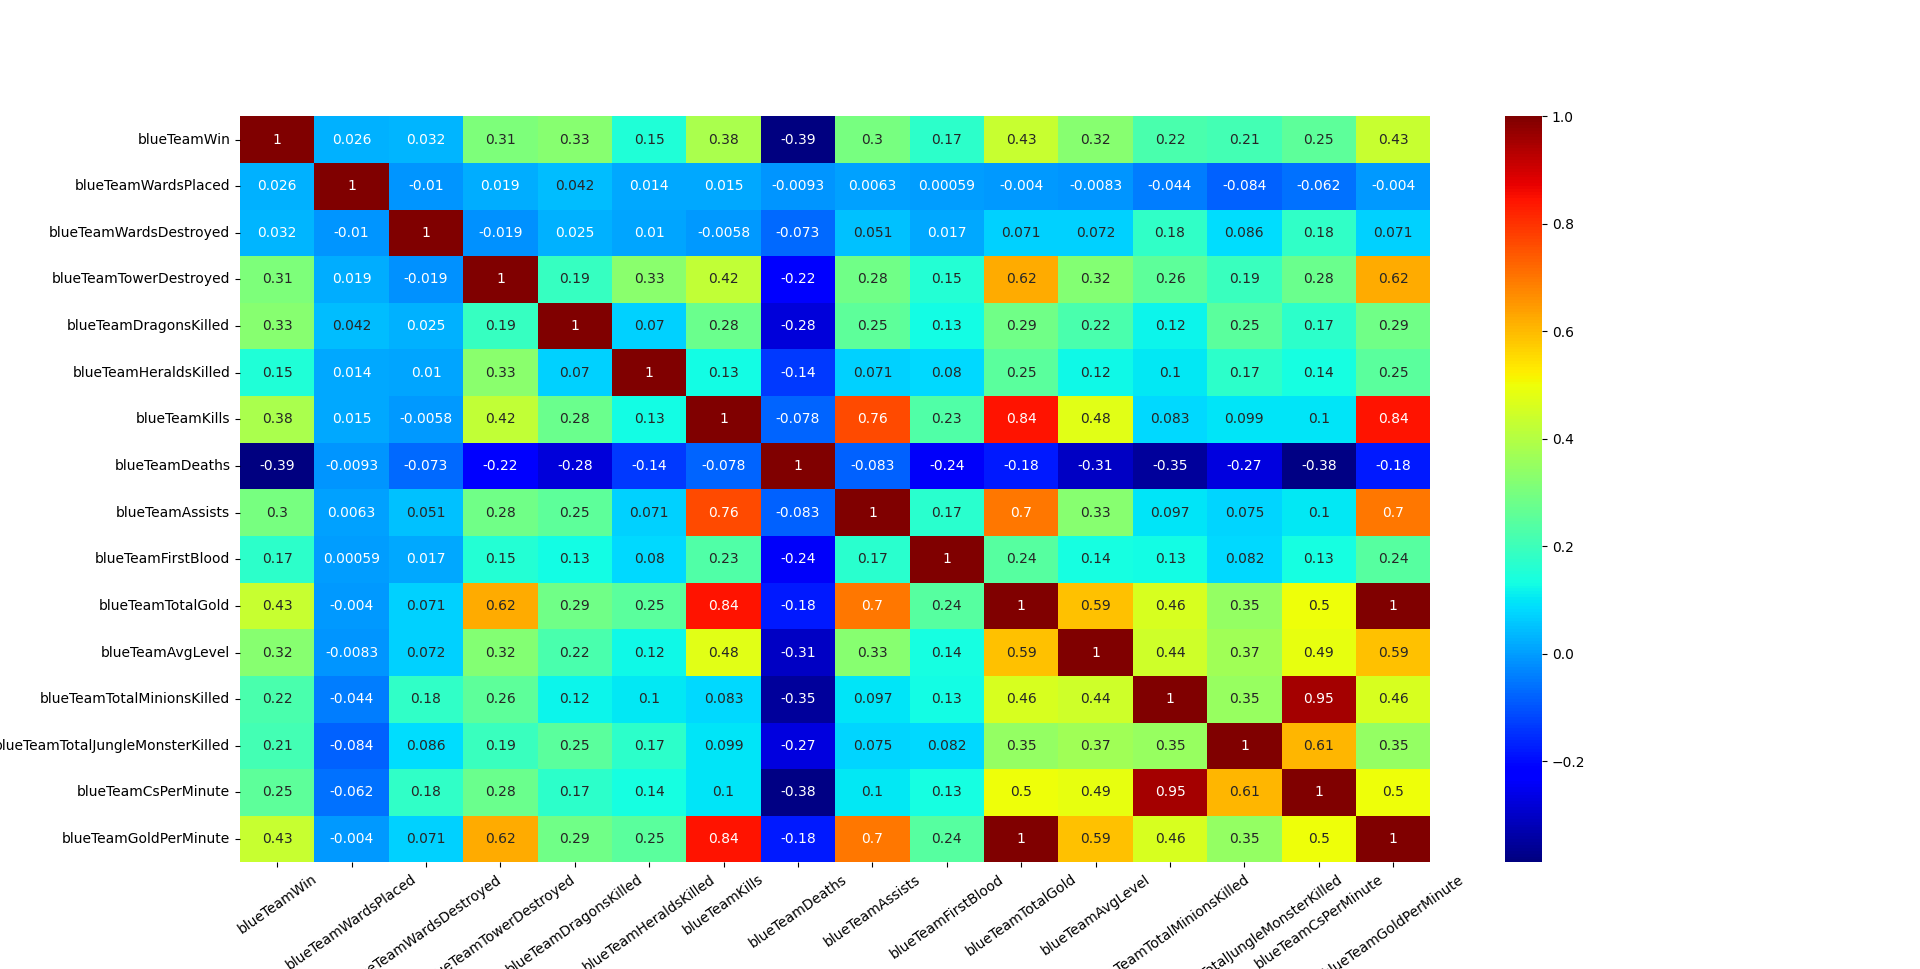 blueTeamWin 1 0.026 0.032 0.31 0.33 0.15 0.38 -0.39 0.3 0.17 0.43 0.32 0.22 0.21 0.25 0.43
blueTeamWardsPlaced 0.026 1 -0.01 0.019 0.042 0.014 0.015 -0.0093 0.0063 0.00059 -0.004 -0.0083 -0.044 -0.084 -0.062 -0.004
blueTeamWardsDestroyed 0.032 -0.01 1 -0.019 0.025 0.01 -0.0058 -0.073 0.051 0.017 0.071 0.072 0.18 0.086 0.18 0.071
blueTeamTowerDestroyed 0.31 0.019 -0.019 1 0.19 0.33 0.42 -0.22 0.28 0.15 0.62 0.32 0.26 0.19 0.28 0.62
blueTeamDragonsKilled 0.33 0.042 0.025 0.19 1 0.07 0.28 -0.28 0.25 0.13 0.29 0.22 0.12 0.25 0.17 0.29
blueTeamHeraldsKilled 0.15 0.014 0.01 0.33 0.07 1 0.13 -0.14 0.071 0.08 0.25 0.12 0.1 0.17 0.14 0.25
blueTeamKills 0.38 0.015 -0.0058 0.42 0.28 0.13 1 -0.078 0.76 0.23 0.84 0.48 0.083 0.099 0.1 0.84
blueTeamDeaths -0.39 -0.0093 -0.073 -0.22 -0.28 -0.14 -0.078 1 -0.083 -0.24 -0.18 -0.31 -0.35 -0.27 -0.38 -0.18
blueTeamAssists 0.3 0.0063 0.051 0.28 0.25 0.071 0.76 -0.083 1 0.17 0.7 0.33 0.097 0.075 0.1 0.7
blueTeamFirstBlood 0.17 0.00059 0.017 0.15 0.13 0.08 0.23 -0.24 0.17 1 0.24 0.14 0.13 0.082 0.13 0.24
blueTeamTotalGold 0.43 -0.004 0.071 0.62 0.29 0.25 0.84 -0.18 0.7 0.24 1 0.59 0.46 0.35 0.5 1
blueTeamAvgLevel 0.32 -0.0083 0.072 0.32 0.22 0.12 0.48 -0.31 0.33 0.14 0.59 1 0.44 0.37 0.49 0.59
blueTeamTotalMinionsKilled 0.22 -0.044 0.18 0.26 0.12 0.1 0.083 -0.35 0.097 0.13 0.46 0.44 1 0.35 0.95 0.46
blueTeamTotalJungleMonsterKilled 0.21 -0.084 0.086 0.19 0.25 0.17 0.099 -0.27 0.075 0.082 0.35 0.37 0.35 1 0.61 0.35
blueTeamCsPerMinute 0.25 -0.062 0.18 0.28 0.17 0.14 0.1 -0.38 0.1 0.13 0.5 0.49 0.95 0.61 1 0.5
blueTeamGoldPerMinute 0.43 -0.004 0.071 0.62 0.29 0.25 0.84 -0.18 0.7 0.24 1 0.59 0.46 0.35 0.5 1
blueTeamWin
blueTeamWardsPlaced
eTeamWardsDestroyed
eTeamTowerDestroyed
blueTeamDragonsKilled
blueTeamHeraldsKilled
blueTeamKills
blueTeamDeaths
blueTeamAssists
blueTeamFirstBlood
blueTeamTotalGold
blueTeamAvgLevel
TeamTotalMinionsKilled
TotalJungleMonsterKilled
blueTeamCsPerMinute
blueTeamGoldPerMinute
1.0
0.8
0.6
0.4
0.2
0.0
−0.2